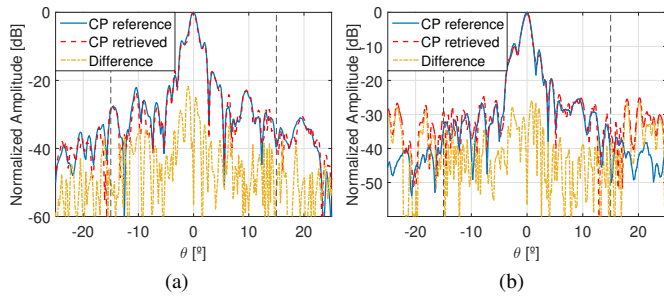 Normalized Amplitude [dB]
0
-20
-40
-60
CP reference
CP retrieved
Difference
-20
-10
0
10
20
θ [º]
(a)
Normalized Amplitude [dB]
0
-10
-20
-30
-40
-50
CP reference
CP retrieved
Difference
-20
-10
0
10
20
θ [º]
(b)